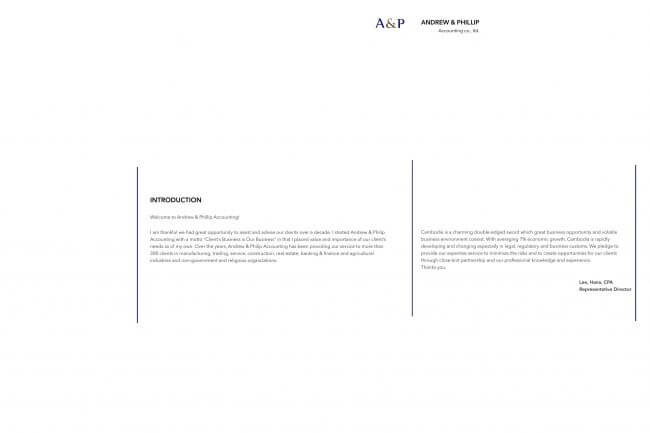 A&P
ANDREW & PHILLIP
Accounting co., ltd.
INTRODUCTION
Welcome to Andrew & Phillip Accounting!
I am thankful we had great opportunity to assist and advise our clients over a decade. I started Andrew & Philip
Accounting with a motto "Client's Business is Our Business" in that I placed value and importance of our client's
needs as of my own. Over the years, Andrew & Philip Accounting has been providing our service to more than
300 clients in manufacturing, trading, service, construction, real estate, banking & finance and agricultural
industries and non-government and religious organizations.
Cambodia is a charming double-edged sword which great business opportunity and volatile
business environment coexist. With averaging 7% economic growth, Cambodia is rapidly
developing and changing especially in legal, regulatory and business customs. We pledge to
provide our expertise service to minimize the risks and to create opportunities for our clients
through close-knit partnership and our professional knowledge and experience.
Thank you.
Lee, Hana, CPA
Representative Director